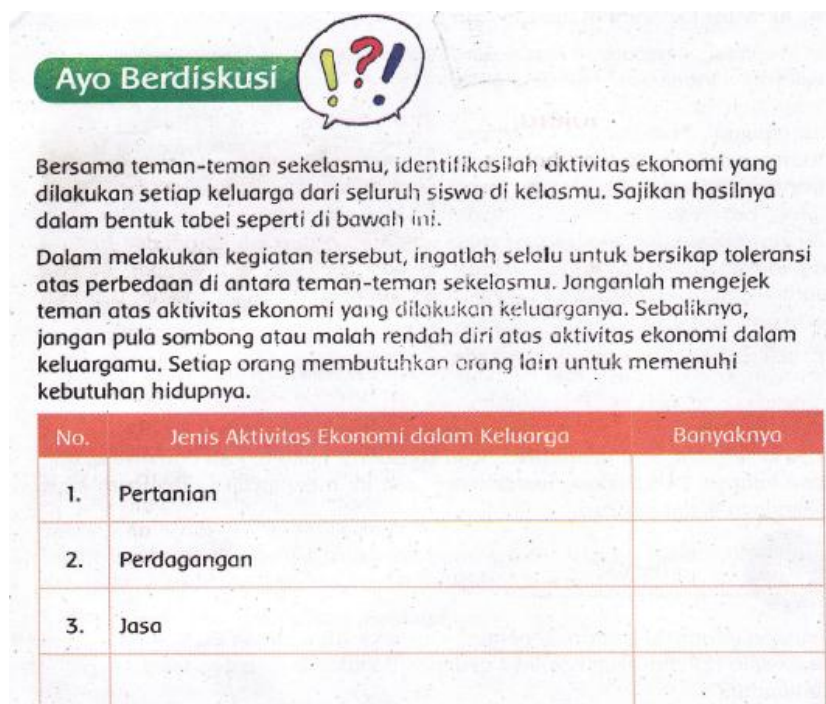 Ayo Berdiskusi
Bersama teman-teman sekelasmu, identifikasilah aktivitas ekonomi yang
dilakukan setiap keluarga dari seluruh siswa di kelasmu. Sajikan hasilnya
dalam bentuk tabel seperti di bawah ini.
Dalam melakukan kegiatan tersebut, ingatlah selalu untuk bersikap toleransi
atas perbedaan di antara teman-teman sekelasmu. Janganlah mengejek
teman atas aktivitas ekonomi yang dilakukan keluarganya. Sebaliknya,
jangan pula sombong atau malah rendah diri atas aktivitas ekonomi dalam
keluargamu. Setiap orang membutuhkan orang lain untuk memenuhi
kebutuhan hidupnya.
No. Jenis Aktivitas Ekonomi dalam Keluarga Banyaknya
1. Pertanian
2. Perdagangan
3. Jasa